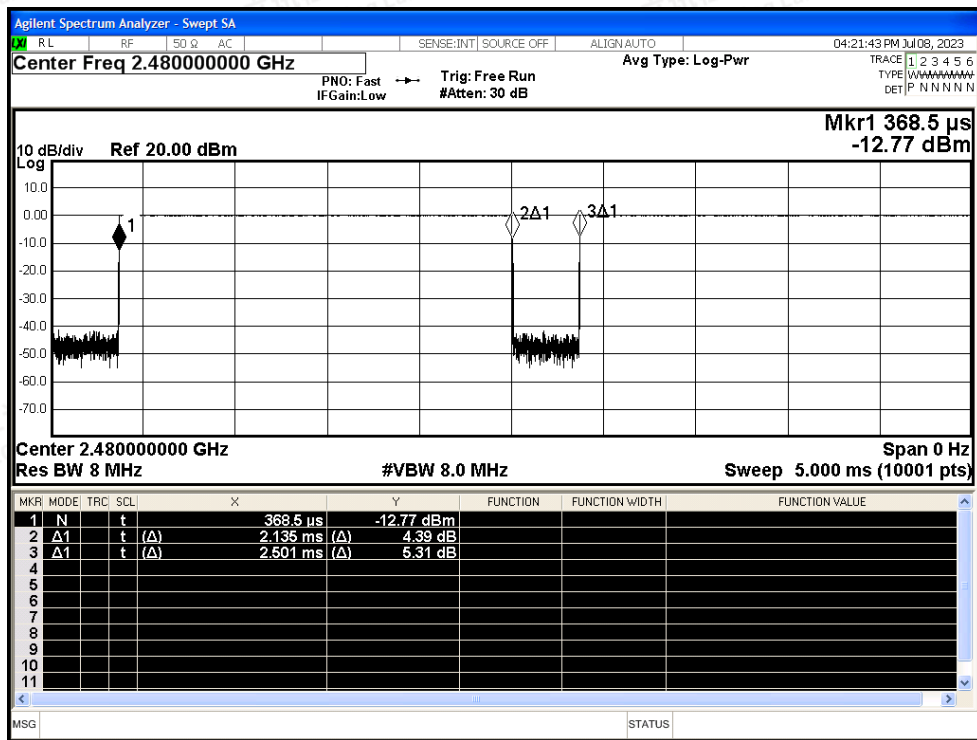 Agilent Spectrum Analyzer - Swept SA
LXI RL RF 50 Ω AC SENSE:INT SOURCE OFF ALIGN AUTO 04:21:43 PM Jul 08, 2023
Center Freq 2.480000000 GHz Avg Type: Log-Pwr TRACE 1 2 3 4 5 6
PNO: Fast Trig: Free Run TYPE WWWWWW
IFGain:Low #Atten: 30 dB DET P N N N N N
Mkr1 368.5 µs
10 dB/div Ref 20.00 dBm -12.77 dBm
Log
10.0
0.00
-10.0
-20.0
-30.0
-40.0
-50.0
-60.0
-70.0
1 2Δ1 3Δ1
Center 2.480000000 GHz Span 0 Hz
Res BW 8 MHz #VBW 8.0 MHz Sweep 5.000 ms (10001 pts)
MKR MODE TRC SCL X Y FUNCTION FUNCTION WIDTH FUNCTION VALUE
1 N t 368.5 µs -12.77 dBm
2 Δ1 t (Δ) 2.135 ms (Δ) 4.39 dB
3 Δ1 t (Δ) 2.501 ms (Δ) 5.31 dB
4
5
6
7
8
9
10
11
MSG STATUS